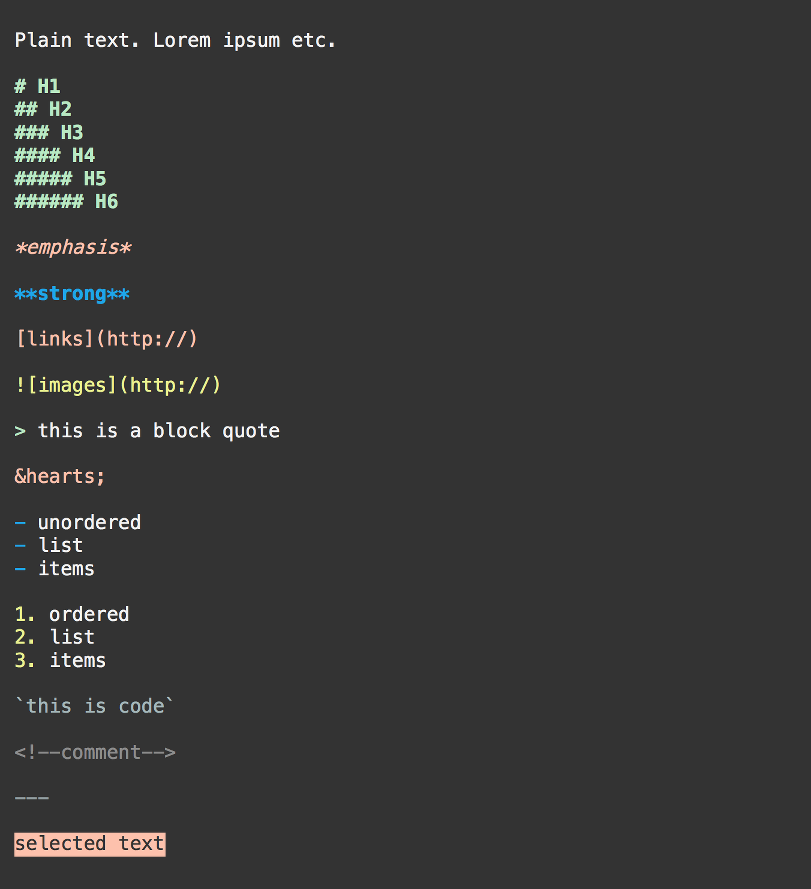 Plain text. Lorem ipsum etc.
# H1
## H2
### H3
#### H4
##### H5
###### H6
*emphasis*
**strong**
[links](http://)
![images](http://)
> this is a block quote
&hearts;
- unordered
- list
- items
1. ordered
2. list
3. items
`this is code`
<!--comment-->
---
selected text